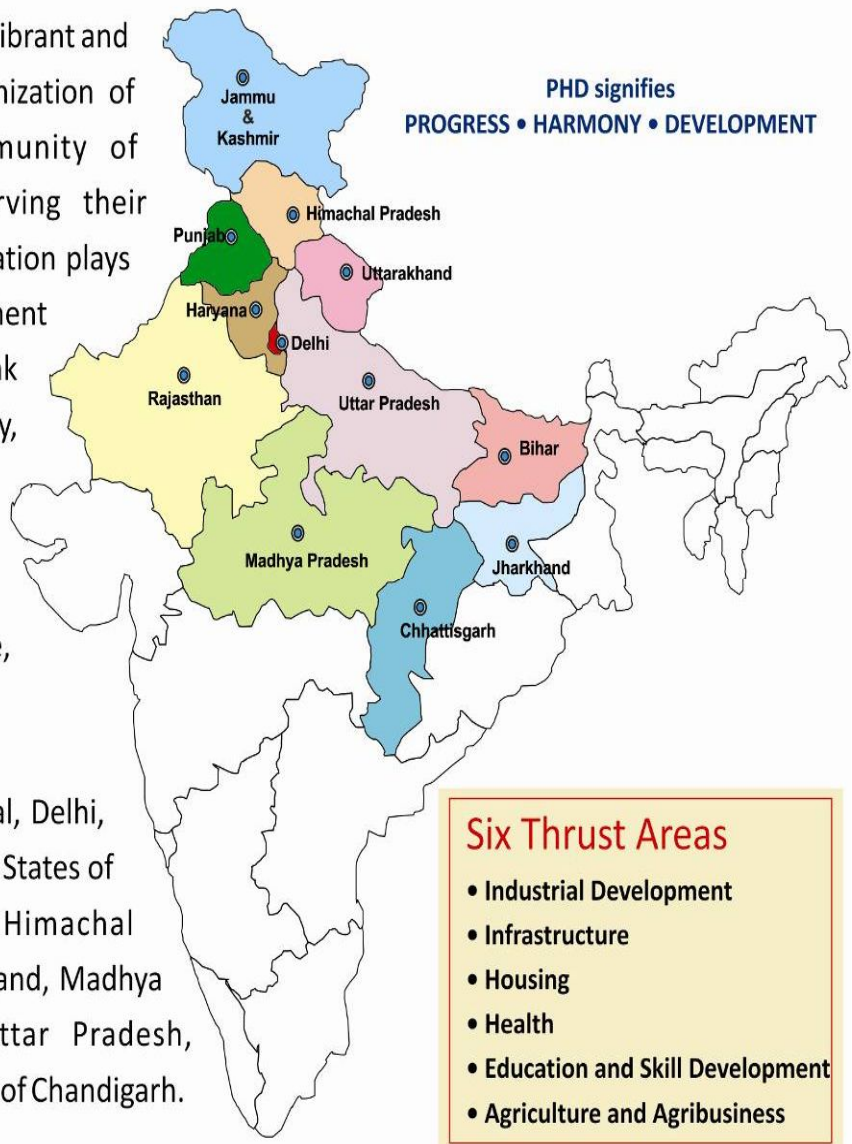 ibrant and
nization of
munity of
rving their
ation plays
nent
nk
y,
e,
al, Delhi,
States of
Himachal
and, Madhya
ttar Pradesh,
of Chandigarh.
PHD signifies
PROGRESS • HARMONY • DEVELOPMENT
Jammu
&
Kashmir
Himachal Pradesh
Punjab
Uttarakhand
Haryana
Delhi
Rajasthan
Uttar Pradesh
Bihar
Madhya Pradesh
Jharkhand
Chhattisgarh
Six Thrust Areas
• Industrial Development
• Infrastructure
• Housing
• Health
• Education and Skill Development
• Agriculture and Agribusiness